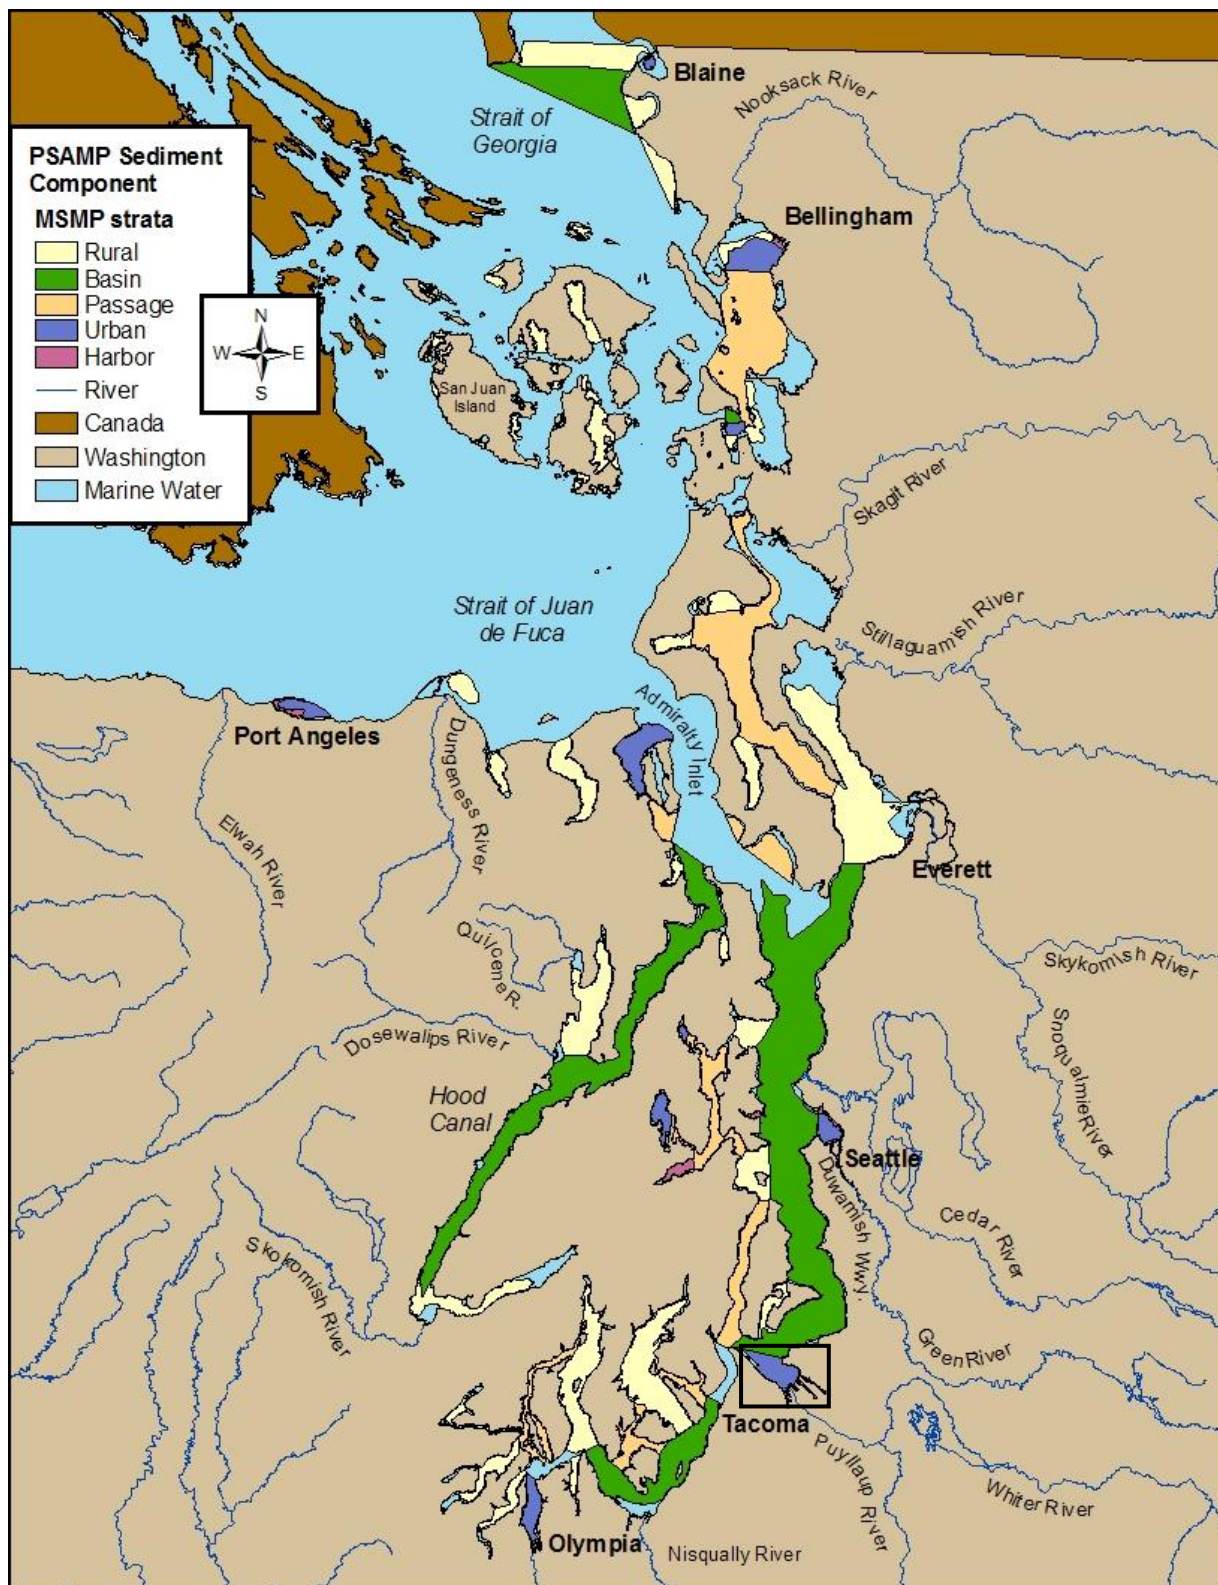 Blaine
Nooksack River
Strait of
Georgia
PSAMP Sediment
Component
MSMP strata
Rural
Basin
Passage
Urban
Harbor
River
Canada
Washington
Marine Water
N
W
E
S
Bellingham
San Juan
Island
Skagit River
Strait of Juan
de Fuca
Stillaguamish River
Admiralty Inlet
Port Angeles
Dungeness River
Elwah River
Everett
Quilcene R.
Skykomish River
Dosewalips River
Snoqualmie River
Hood
Canal
Seattle
Duwamish Wwy.
Cedar River
Skokomish River
Green River
Tacoma
Puyllaup River
Whiter River
Olympia
Nisqually River